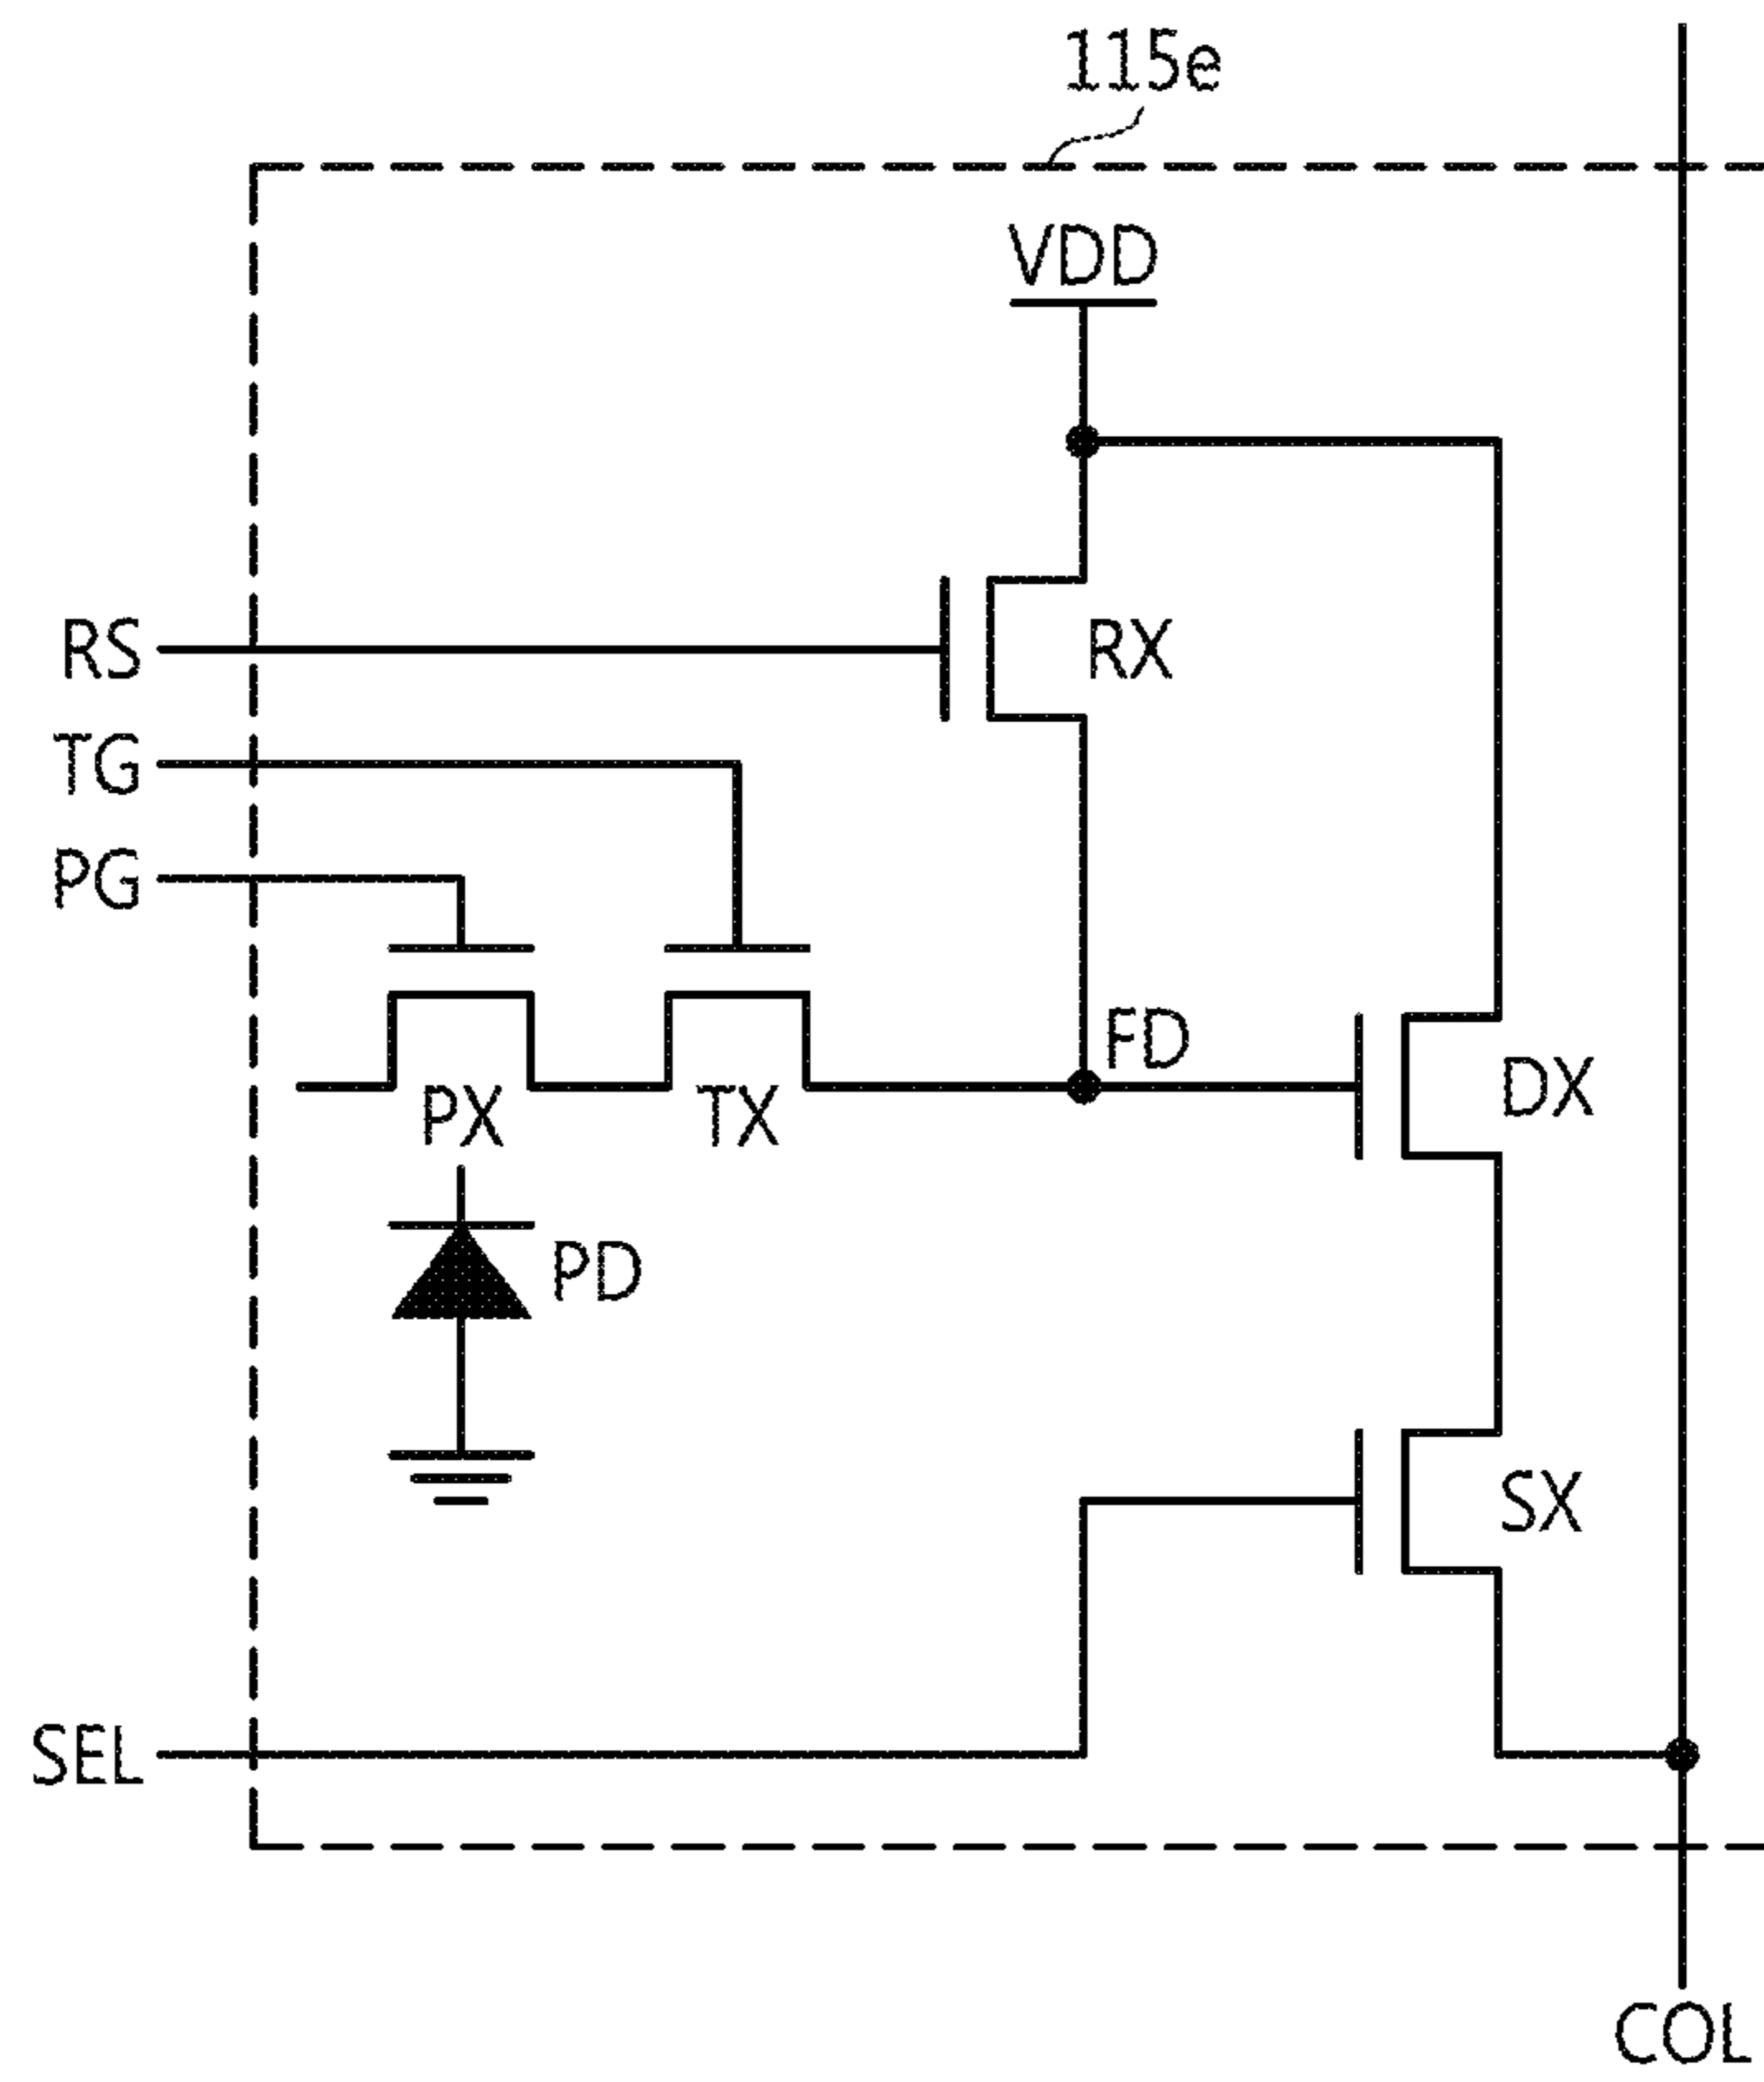 115e
VDD
RS
RX
TG
PG
FD
DX
PX
TX
PD
SX
SEL
COL